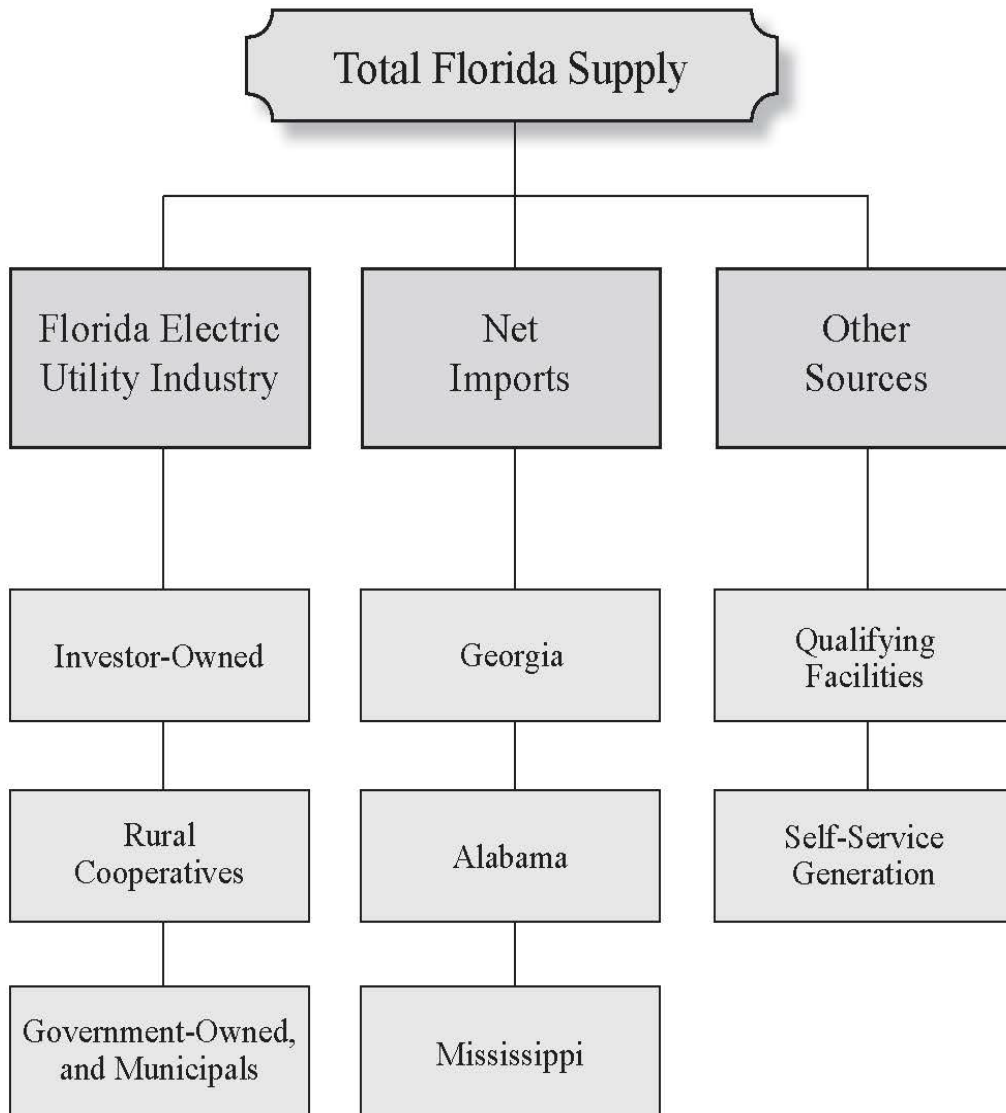 Total Florida Supply
Florida Electric
Utility Industry
Net
Imports
Other
Sources
Investor-Owned
Georgia
Qualifying
Facilities
Rural
Cooperatives
Alabama
Self-Service
Generation
Government-Owned,
and Municipals
Mississippi